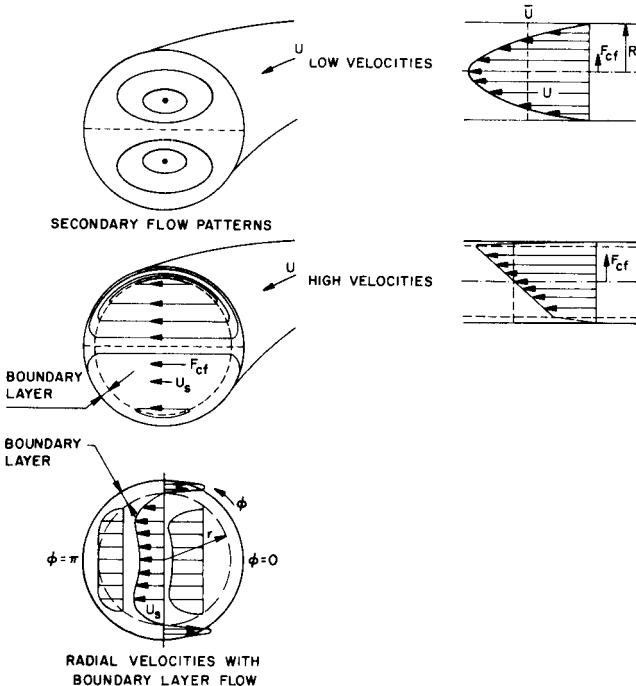 Ū
U
LOW VELOCITIES
F_cf
R
U
SECONDARY FLOW PATTERNS
U
HIGH VELOCITIES
F_cf
F_cf
U_s
BOUNDARY
LAYER
BOUNDARY
LAYER
ϕ
r
ϕ=π
ϕ=0
U_s
RADIAL VELOCITIES WITH
BOUNDARY LAYER FLOW